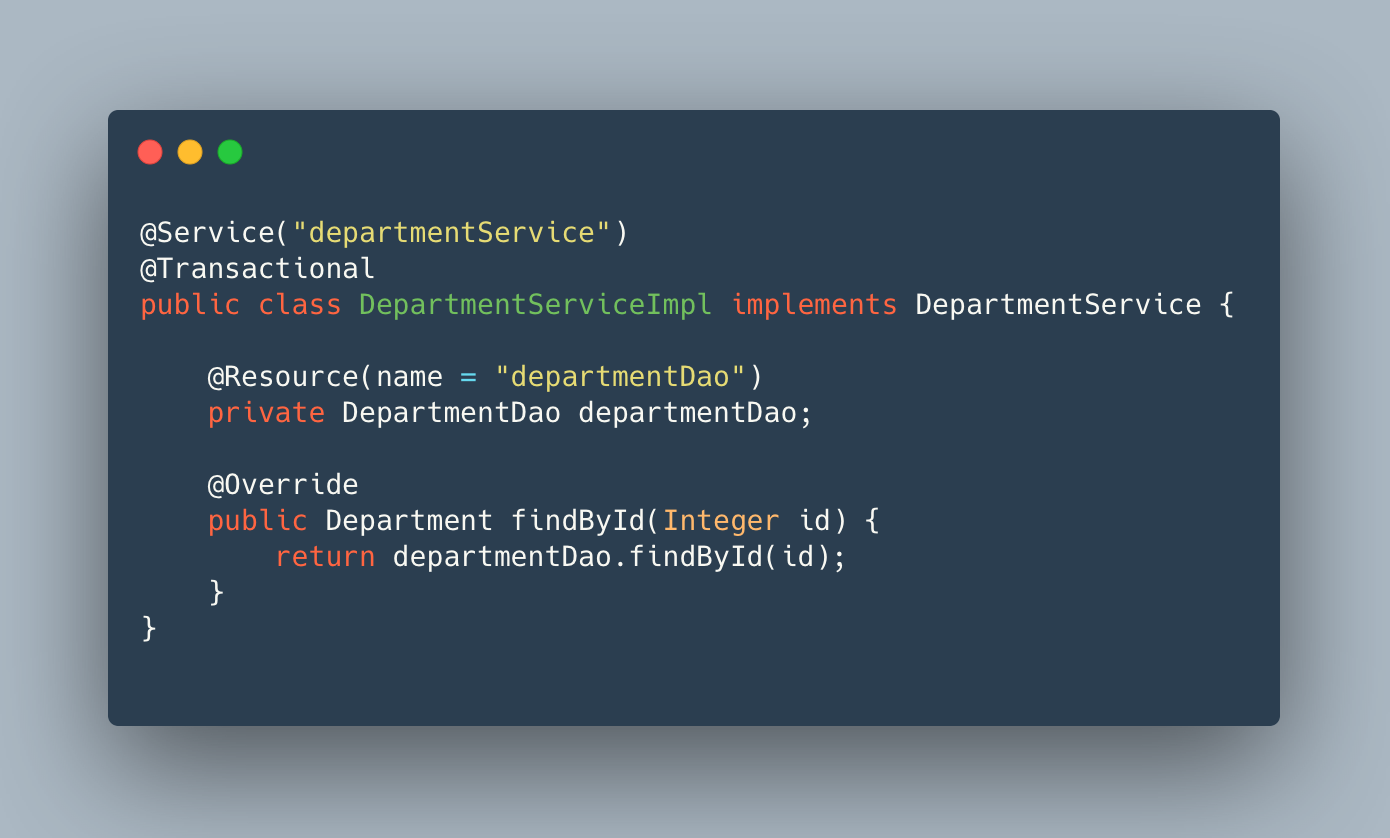 @Service("departmentService")
@Transactional
public class DepartmentServiceImpl implements DepartmentService {
@Resource(name = "departmentDao")
private DepartmentDao departmentDao;
@Override
public Department findById(Integer id) {
return departmentDao.findById(id);
}
}